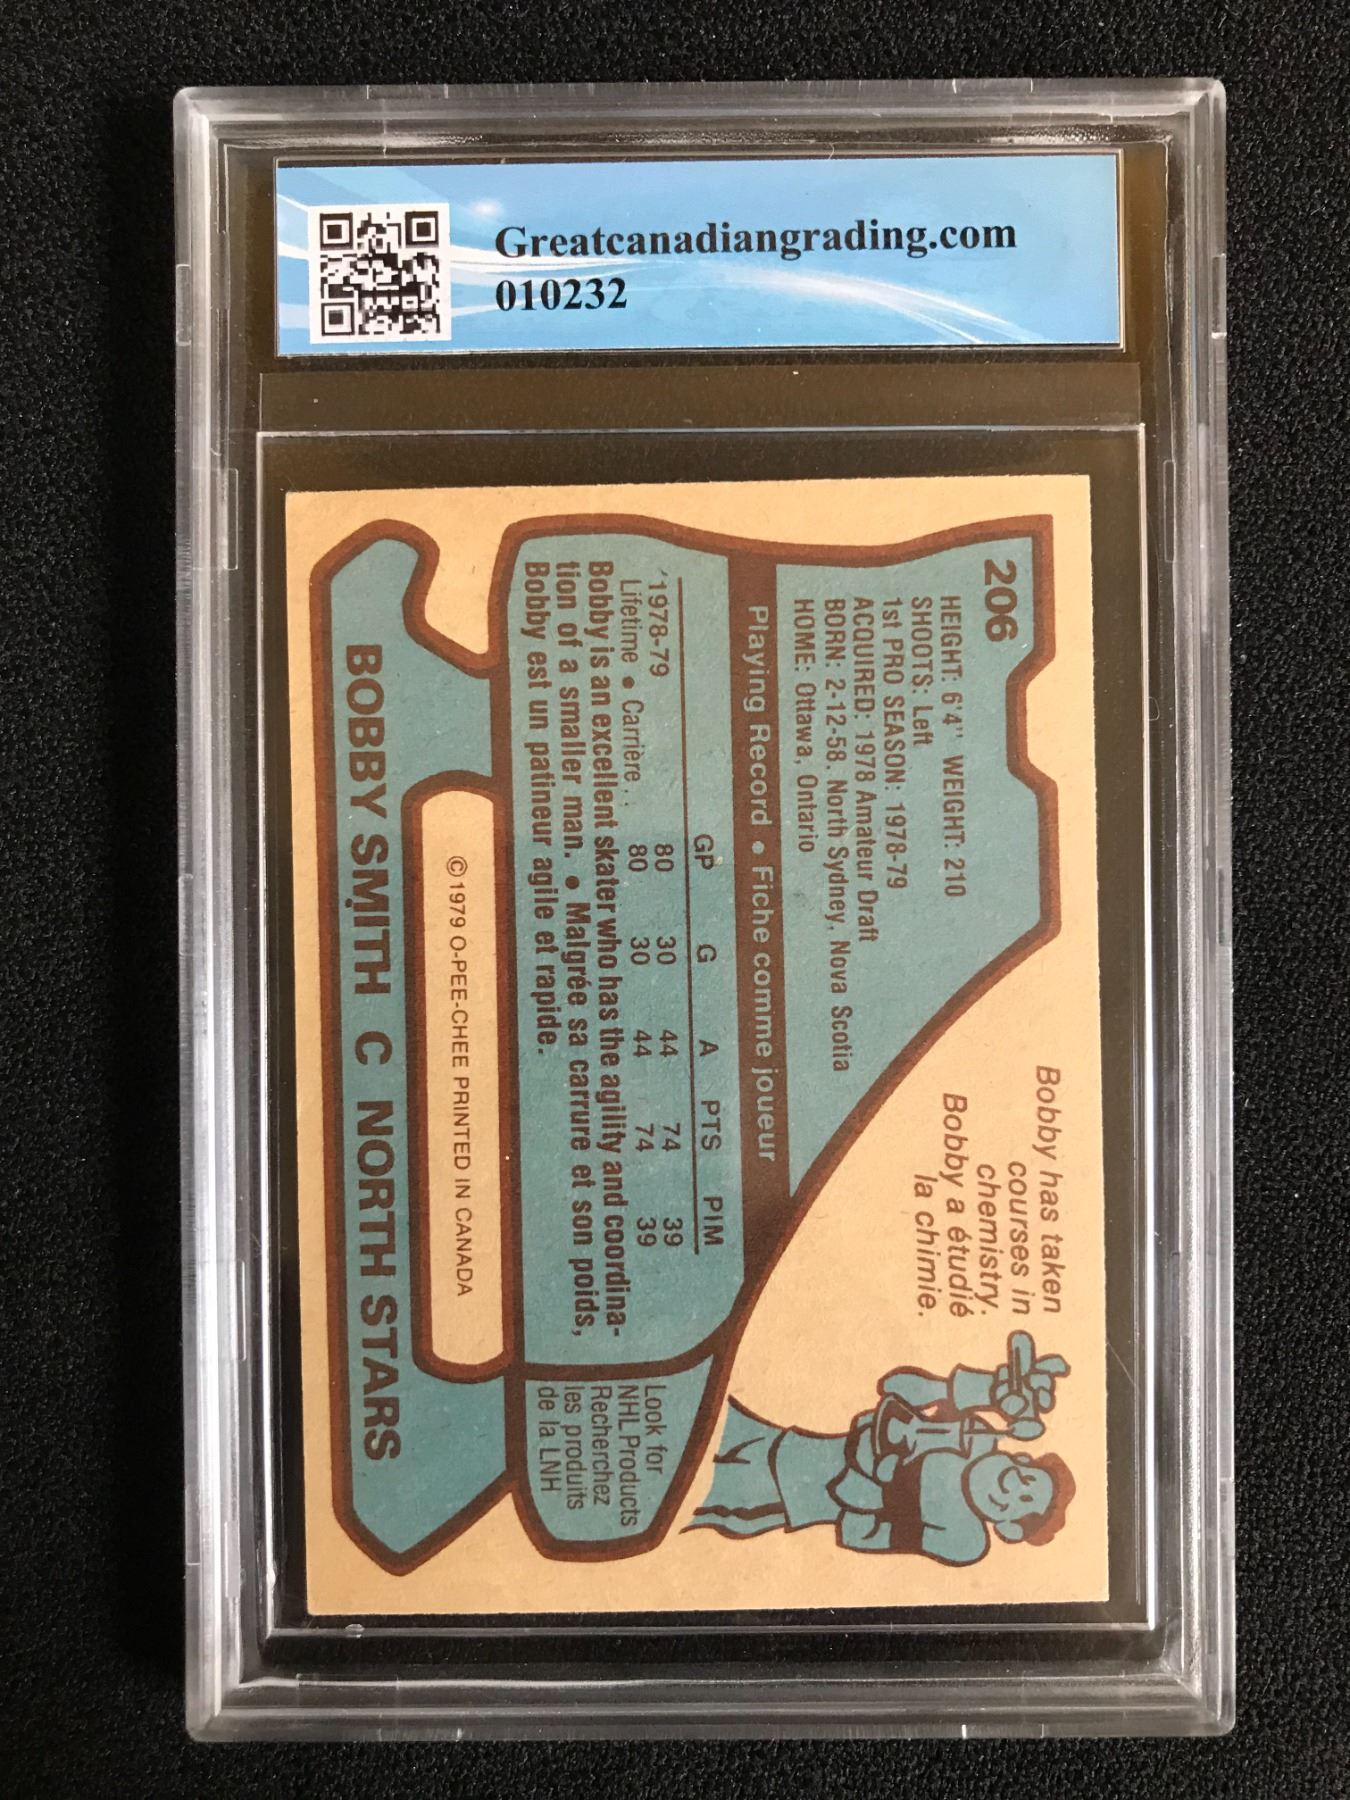 Greatcanadiangrading.com
010232
206
HEIGHT: 6'4" WEIGHT: 210
SHOOTS: Left
1st PRO SEASON: 1978-79
ACQUIRED: 1978 Amateur Draft
BORN: 2-12-58. North Sydney, Nova Scotia
HOME: Ottawa, Ontario
Bobby has taken
courses in
chemistry.
Bobby a étudié
la chimie.
Playing Record • Fiche comme joueur
GP G A PTS PIM
'1978-79 80 30 44 74 39
Lifetime • Carrière.. 80 30 44 74 39
Bobby is an excellent skater who has the agility and coordina-
tion of a smaller man. • Malgrée sa carrure et son poids,
Bobby est un patineur agile et rapide.
Look for
NHL Products
Recherchez
les produits
de la LNH
© 1979 O-PEE-CHEE PRINTED IN CANADA
BOBBY SMITH C NORTH STARS